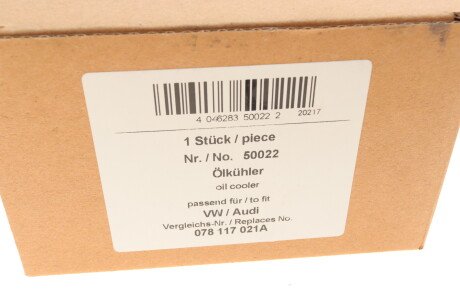 4 046283 50022 2 20217
1 Stück / piece
Nr. / No. 50022
Ölkühler
oil cooler
passend für / to fit
VW / Audi
Vergleichs-Nr. / Replaces No.
078 117 021A